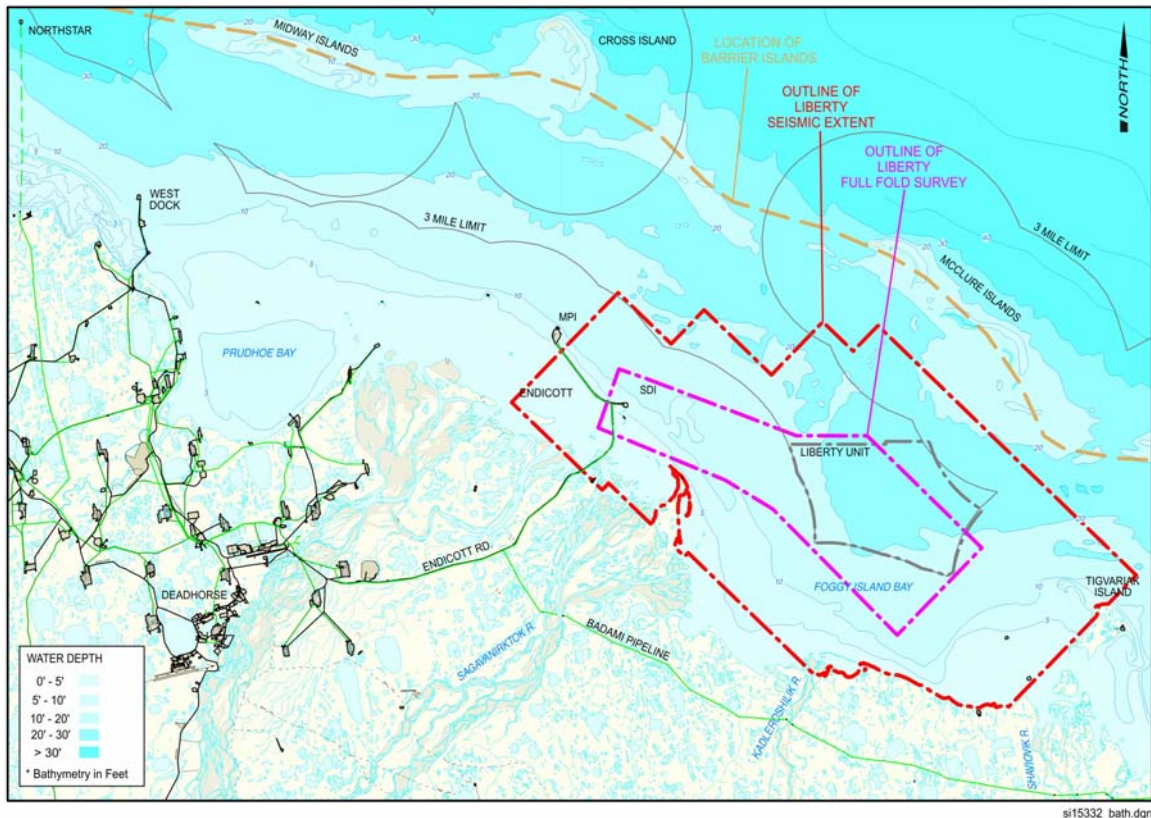 NORTHSTAR
MIDWAY ISLANDS
CROSS ISLAND
LOCATION OF
BARRIER ISLANDS
OUTLINE OF
LIBERTY
SEISMIC EXTENT
OUTLINE OF
LIBERTY
FULL FOLD SURVEY
NORTH
WEST
DOCK
3 MILE LIMIT
3 MILE LIMIT
MCCLURE ISLANDS
PRUDHOE BAY
MPI
ENDICOTT
SDI
LIBERTY UNIT
FOGGY ISLAND BAY
TIGVARIAK
ISLAND
ENDICOTT RD.
DEADHORSE
SAGAVANIRKTOK R.
BADAMI PIPELINE
KADLEROSHILIK R.
SHAVIOVIK R.
WATER DEPTH
0' - 5'
5' - 10'
10' - 20'
20' - 30'
> 30'
* Bathymetry in Feet
si15332_bath.dgn